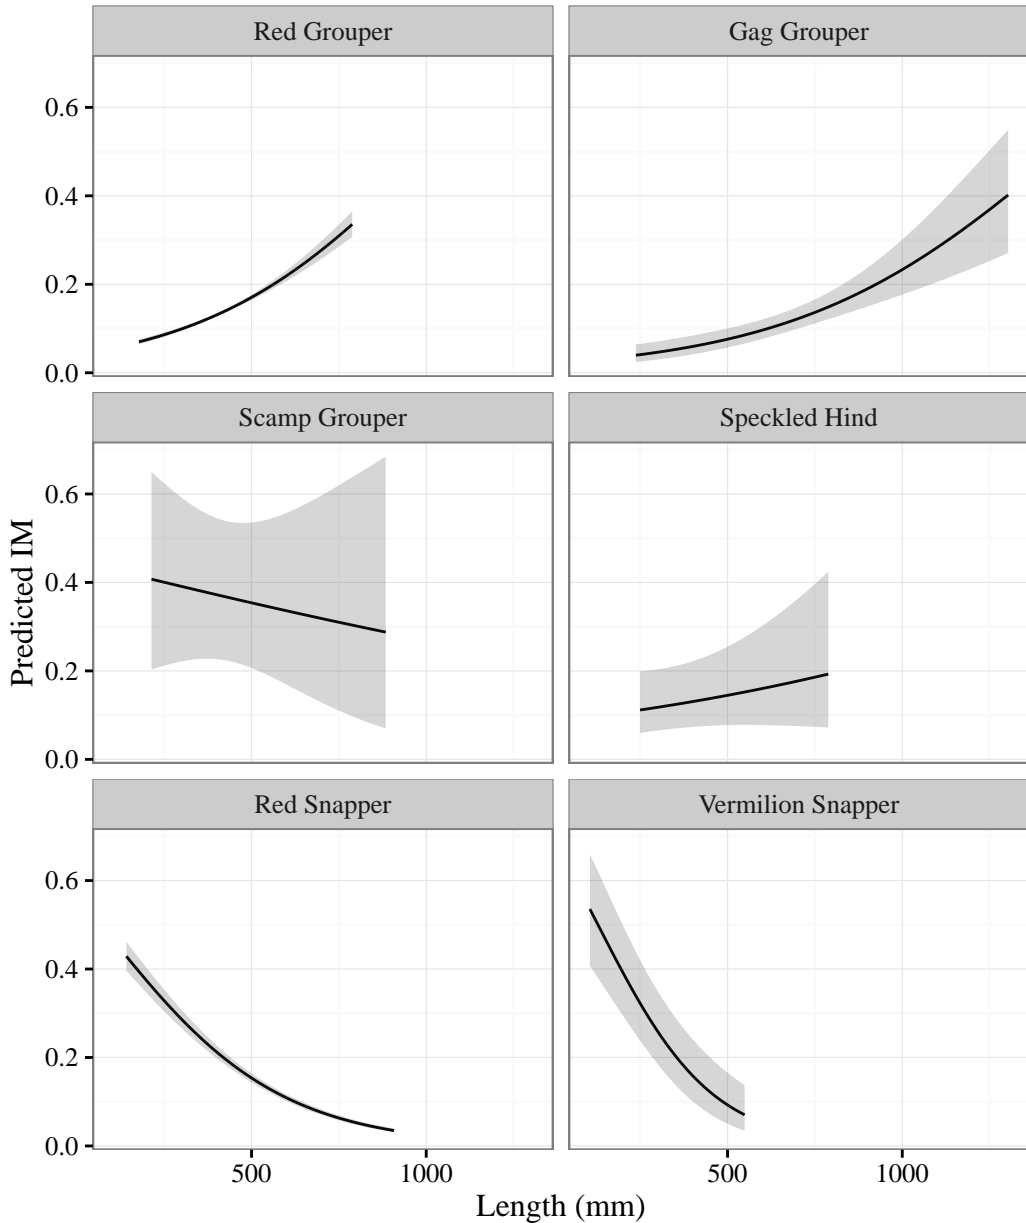 Red Grouper
Gag Grouper
0.6
0.4
0.2
0.0
Scamp Grouper
Speckled Hind
0.6
0.4
0.2
0.0
Predicted IM
Red Snapper
Vermilion Snapper
0.6
0.4
0.2
0.0
500
1000
500
1000
Length (mm)